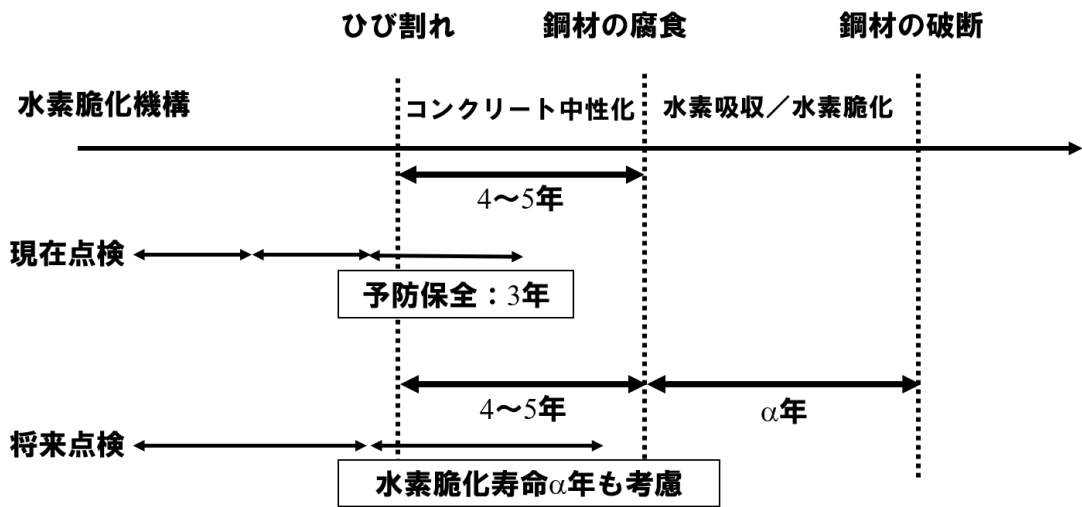 ひび割れ
鋼材の腐食
鋼材の破断
水素脆化機構
コンクリート中性化
水素吸収／水素脆化
4～5年
現在点検
予防保全：3年
4～5年
α年
将来点検
水素脆化寿命α年も考慮